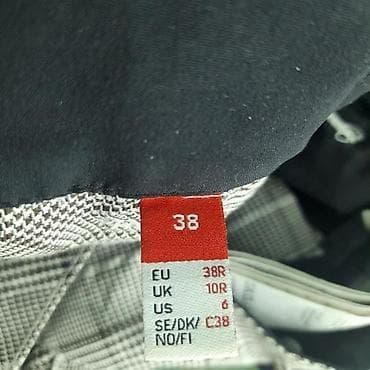 38
EU 38R
UK 10R
US 6
SE/DK/ C38
NO/FI